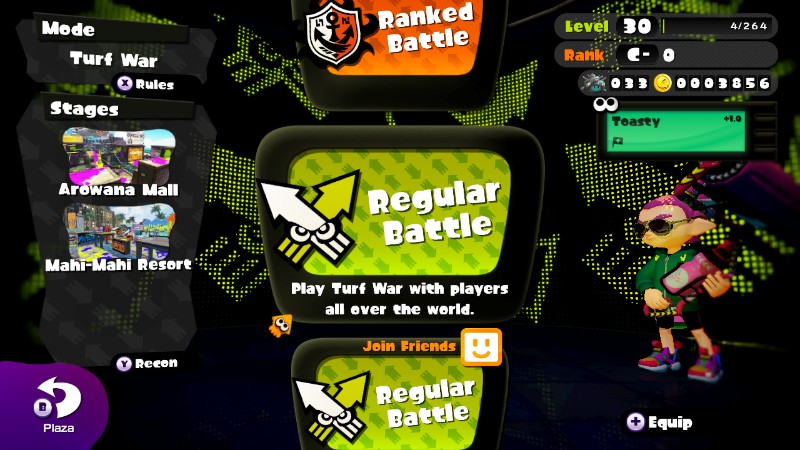 Mode
Turf War
X Rules
Stages
Arowana Mall
Mahi-Mahi Resort
Y Recon
B
Plaza
Ranked
Battle
Regular
Battle
Play Turf War with players
all over the world.
Join Friends
Regular
Battle
Level 30 4/264
Rank C- 0
033 0003856
Toasty +1.0
+ Equip